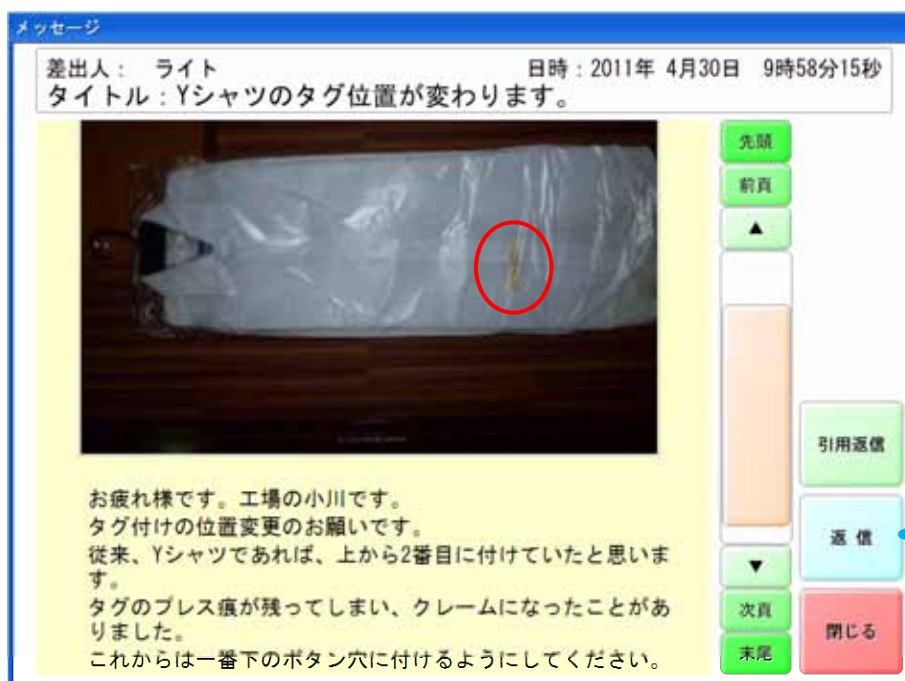 メッセージ
差出人： ライト
日時：2011年 4月30日 9時58分15秒
タイトル：Yシャツのタグ位置が変わります。
先頭
前頁
▲
▼
次頁
末尾
引用返信
返信
閉じる
お疲れ様です。工場の小川です。
タグ付けの位置変更のお願いです。
従来、Yシャツであれば、上から2番目に付けていたと思いま
す。
タグのプレス痕が残ってしまい、クレームになったことがあ
りました。
これからは一番下のボタン穴に付けるようにしてください。